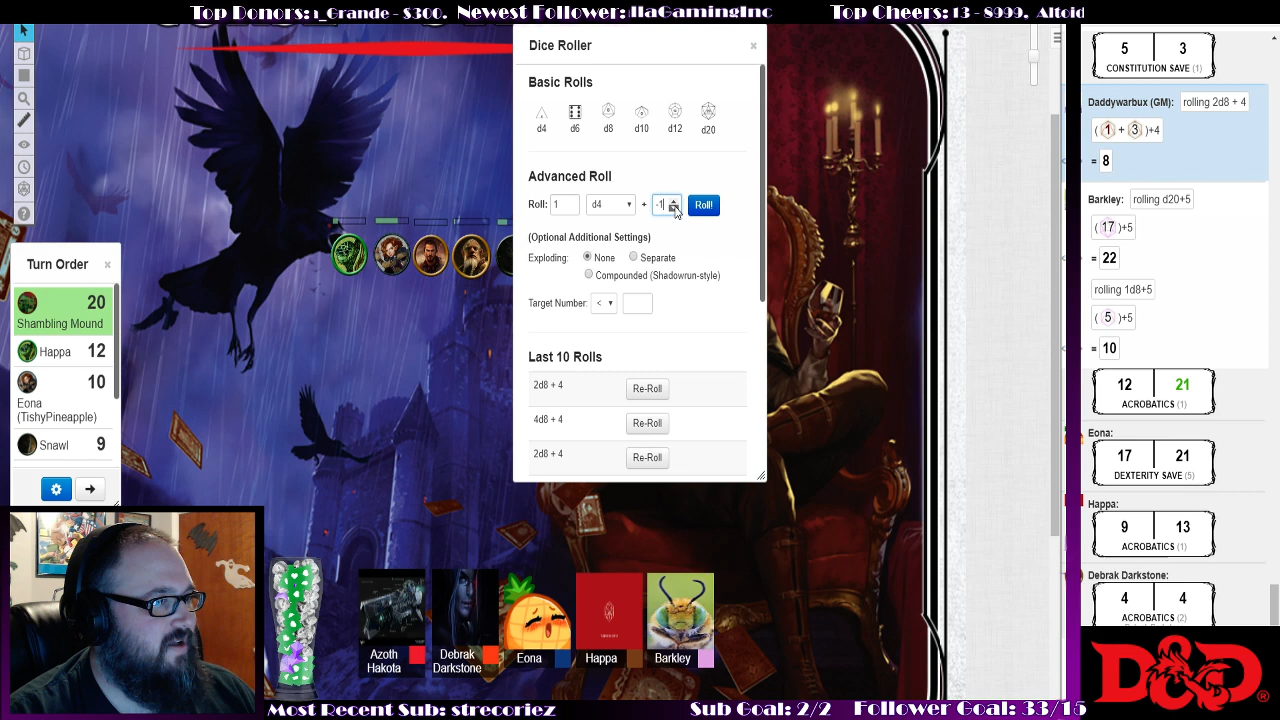 Top Donors: _Grande - $300. Newest Follower: llaGamingInc Top Cheers: 13 - 8999, Altoid
Dice Roller ×
Basic Rolls
d4 d6 d8 d10 d12 d20
Advanced Roll
Roll: 1 d4 + -1 Roll!
(Optional Additional Settings)
Exploding: None Separate
Compounded (Shadowrun-style)
Target Number: <
Last 10 Rolls
2d8 + 4 Re-Roll
4d8 + 4 Re-Roll
2d8 + 4 Re-Roll
Turn Order ×
20
Shambling Mound
Happa 12
10
Eona
(TishyPineapple)
Snawl 9
5 3
CONSTITUTION SAVE (1)
Daddywarbux (GM): rolling 2d8 + 4
(1 + 3)+4
= 8
Barkley: rolling d20+5
(17)+5
= 22
rolling 1d8+5
(5)+5
= 10
12 21
ACROBATICS (1)
Eona:
17 21
DEXTERITY SAVE (5)
Happa:
9 13
ACROBATICS (1)
Debrak Darkstone:
4 4
ACROBATICS (2)
Azoth
Hakota
Debrak
Darkstone
Eona
Happa
Barkley
D&D®
Most Recent Sub: strecoriez Sub Goal: 2/2 Follower Goal: 33/15